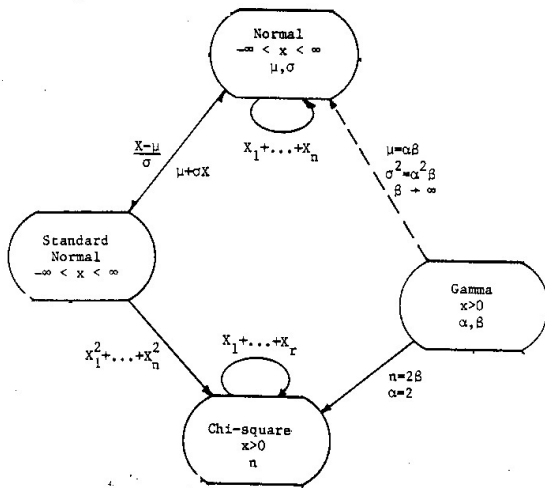 Normal
-∞ < x < ∞
μ,σ
X₁+...+Xₙ
X-μ
σ
μ+σX
μ=αβ
σ²=α²β
β → ∞
Standard
Normal
-∞ < x < ∞
Gamma
x>0
α,β
X₁²+...+Xₙ²
X₁+...+Xᵣ
n=2β
α=2
Chi-square
x>0
n